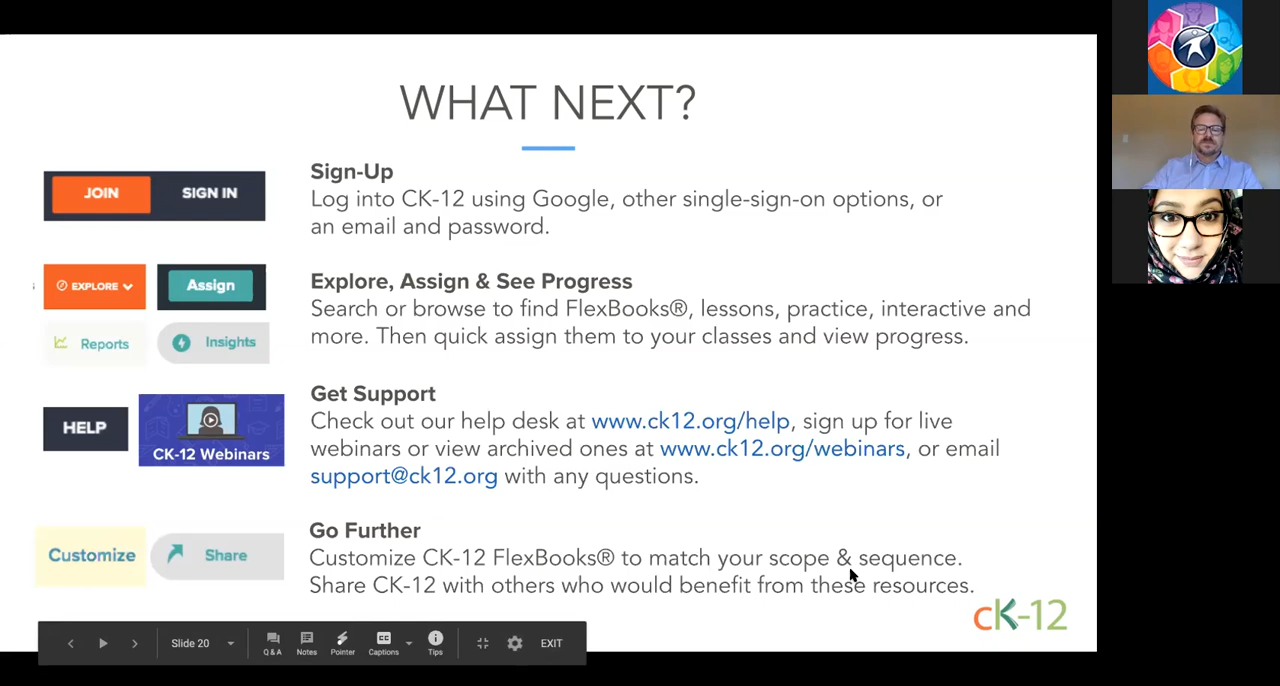 WHAT NEXT?
JOIN SIGN IN
Sign-Up
Log into CK-12 using Google, other single-sign-on options, or
an email and password.
EXPLORE Assign
Reports Insights
Explore, Assign & See Progress
Search or browse to find FlexBooks®, lessons, practice, interactive and
more. Then quick assign them to your classes and view progress.
HELP
CK-12 Webinars
Get Support
Check out our help desk at www.ck12.org/help, sign up for live
webinars or view archived ones at www.ck12.org/webinars, or email
support@ck12.org with any questions.
Customize Share
Go Further
Customize CK-12 FlexBooks® to match your scope & sequence.
Share CK-12 with others who would benefit from these resources.
cK-12
Slide 20 Q & A Notes Pointer CC Captions Tips EXIT